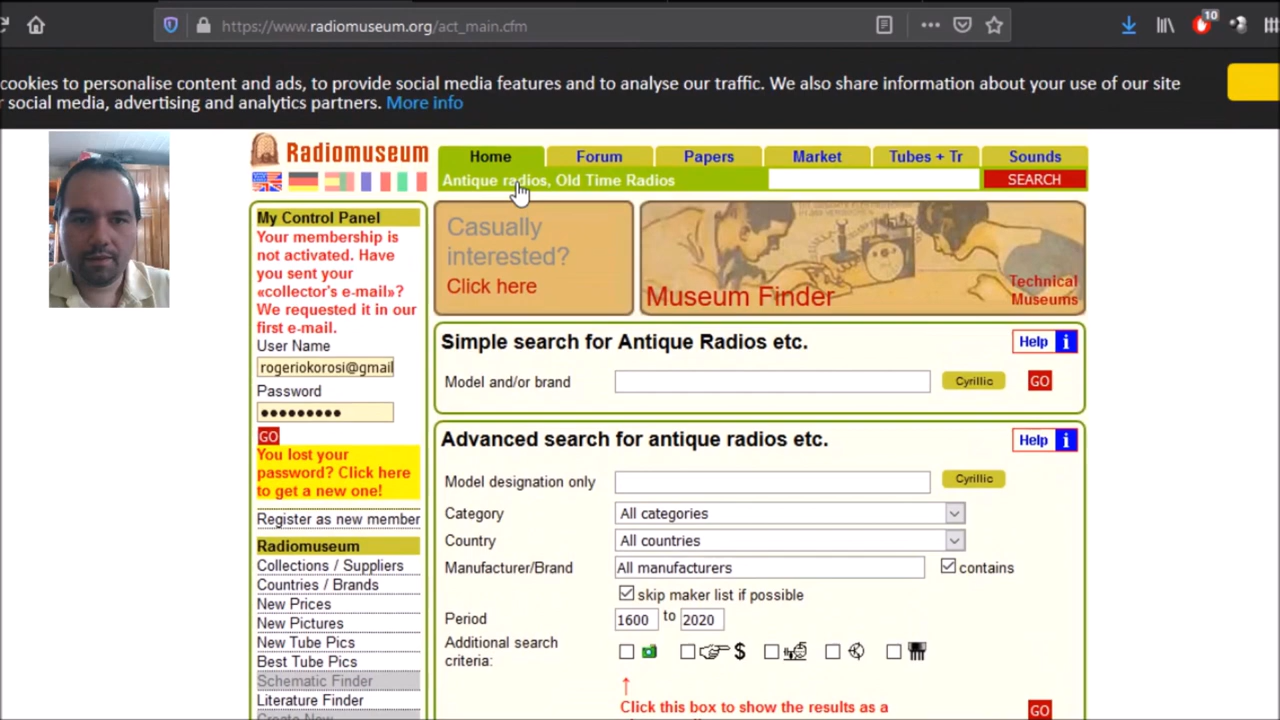 https://www.radiomuseum.org/act_main.cfm
10
cookies to personalise content and ads, to provide social media features and to analyse our traffic. We also share information about your use of our site
social media, advertising and analytics partners. More info
Radiomuseum
Home
Forum
Papers
Market
Tubes + Tr
Sounds
Antique radios, Old Time Radios
SEARCH
My Control Panel
Your membership is
not activated. Have
you sent your
«collector's e-mail»?
We requested it in our
first e-mail.
User Name
rogeriokorosi@gmail
Password
●●●●●●●●●
GO
You lost your
password? Click here
to get a new one!
Register as new member
Radiomuseum
Collections / Suppliers
Countries / Brands
New Prices
New Pictures
New Tube Pics
Best Tube Pics
Schematic Finder
Literature Finder
Create New
Casually
interested?
Click here
Museum Finder
Technical
Museums
Simple search for Antique Radios etc.
Help i
Model and/or brand
Cyrillic
GO
Advanced search for antique radios etc.
Help i
Model designation only
Cyrillic
Category
All categories
Country
All countries
Manufacturer/Brand
All manufacturers
contains
skip maker list if possible
Period
1600 to 2020
Additional search
criteria:
$
Click this box to show the results as a
GO